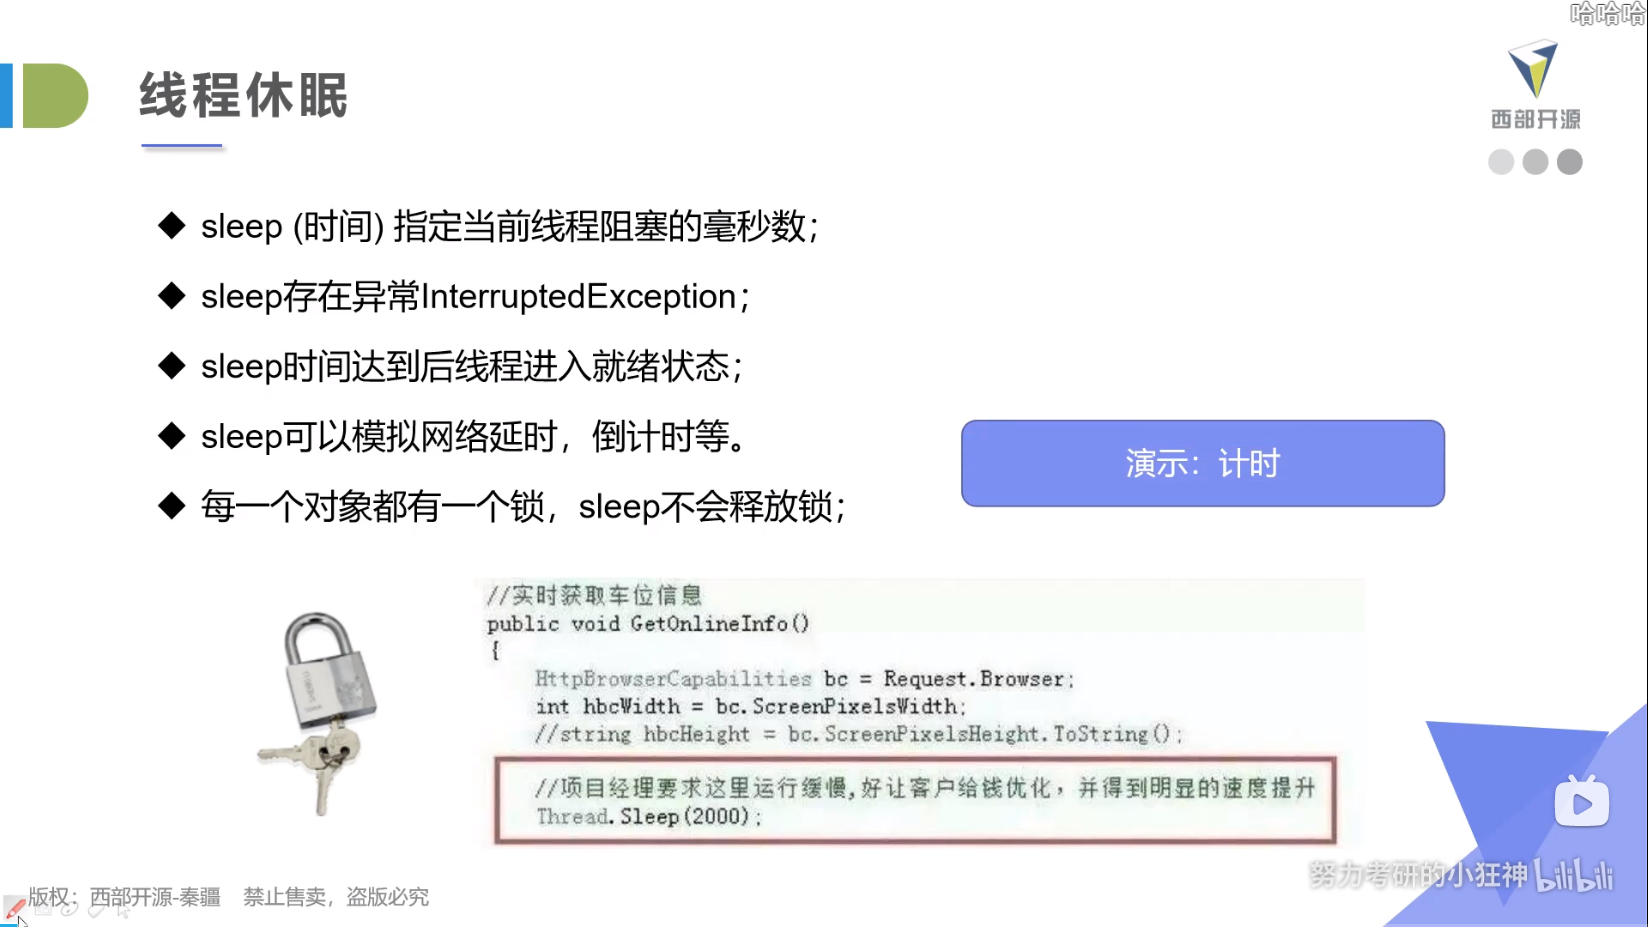 哈哈哈
线程休眠
西部开源
◆ sleep (时间) 指定当前线程阻塞的毫秒数；
◆ sleep存在异常InterruptedException；
◆ sleep时间达到后线程进入就绪状态；
◆ sleep可以模拟网络延时，倒计时等。
◆ 每一个对象都有一个锁，sleep不会释放锁；
演示：计时
//实时获取车位信息
public void GetOnlineInfo()
{
HttpBrowserCapabilities bc = Request.Browser;
int hbcWidth = bc.ScreenPixelsWidth;
//string hbcHeight = bc.ScreenPixelsHeight.ToString();
//项目经理要求这里运行缓慢,好让客户给钱优化，并得到明显的速度提升
Thread.Sleep(2000);
努力考研的小狂神 bilibili
版权：西部开源-秦疆 禁止售卖，盗版必究